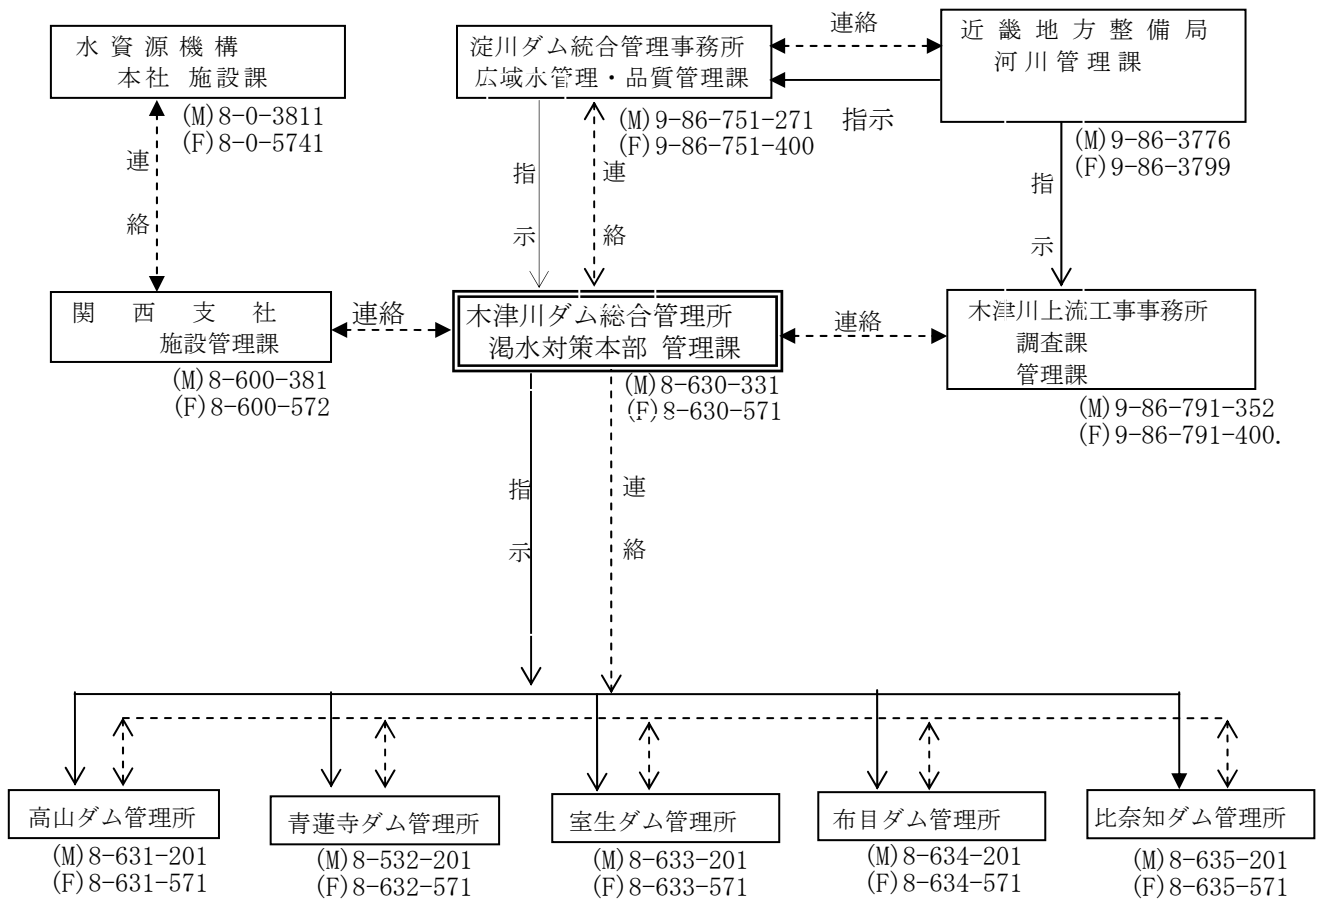 水資源機構
本社 施設課
(M)8-0-3811
(F)8-0-5741
連絡
淀川ダム統合管理事務所
広域水管理・品質管理課
(M)9-86-751-271
(F)9-86-751-400
連絡
指示
近畿地方整備局
河川管理課
(M)9-86-3776
(F)9-86-3799
指示
連絡
指示
関西支社
施設管理課
(M)8-600-381
(F)8-600-572
連絡
木津川ダム総合管理所
渇水対策本部 管理課
(M)8-630-331
(F)8-630-571
連絡
木津川上流工事事務所
調査課
管理課
(M)9-86-791-352
(F)9-86-791-400.
指示
連絡
高山ダム管理所
(M)8-631-201
(F)8-631-571
青蓮寺ダム管理所
(M)8-532-201
(F)8-632-571
室生ダム管理所
(M)8-633-201
(F)8-633-571
布目ダム管理所
(M)8-634-201
(F)8-634-571
比奈知ダム管理所
(M)8-635-201
(F)8-635-571